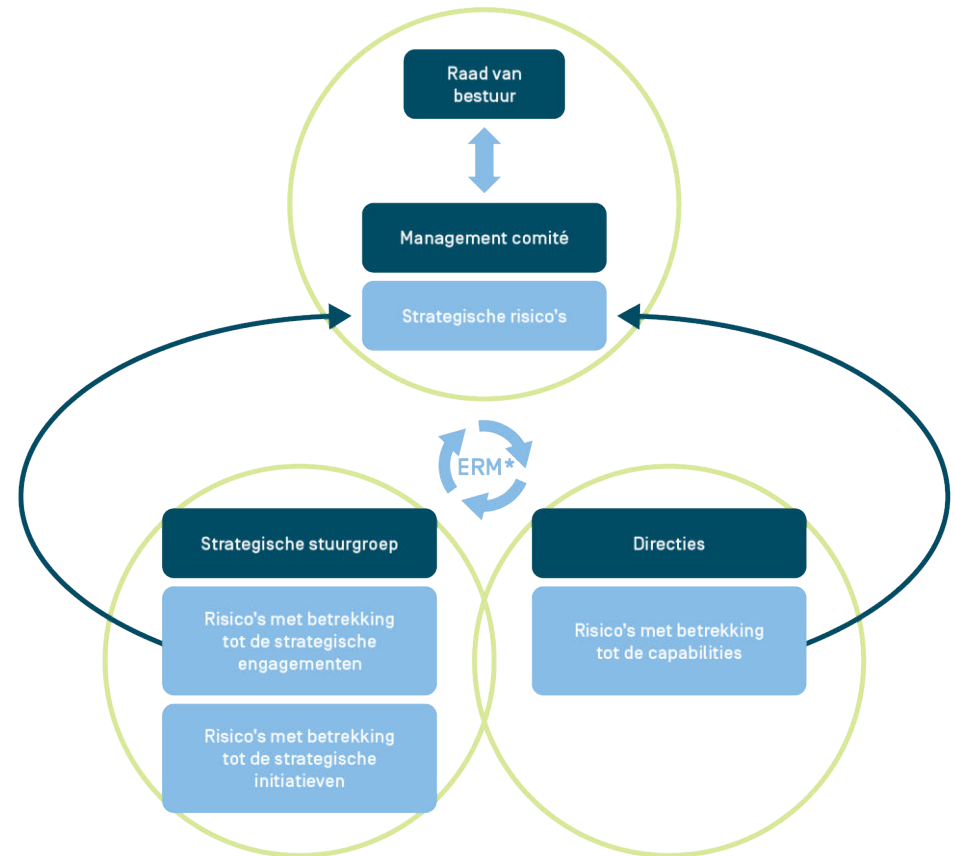 Raad van
bestuur
Management comité
Strategische risico's
ERM*
Strategische stuurgroep
Risico's met betrekking
tot de strategische
engagementen
Risico's met betrekking
tot de strategische
initiatieven
Directies
Risico's met betrekking
tot de capabilities